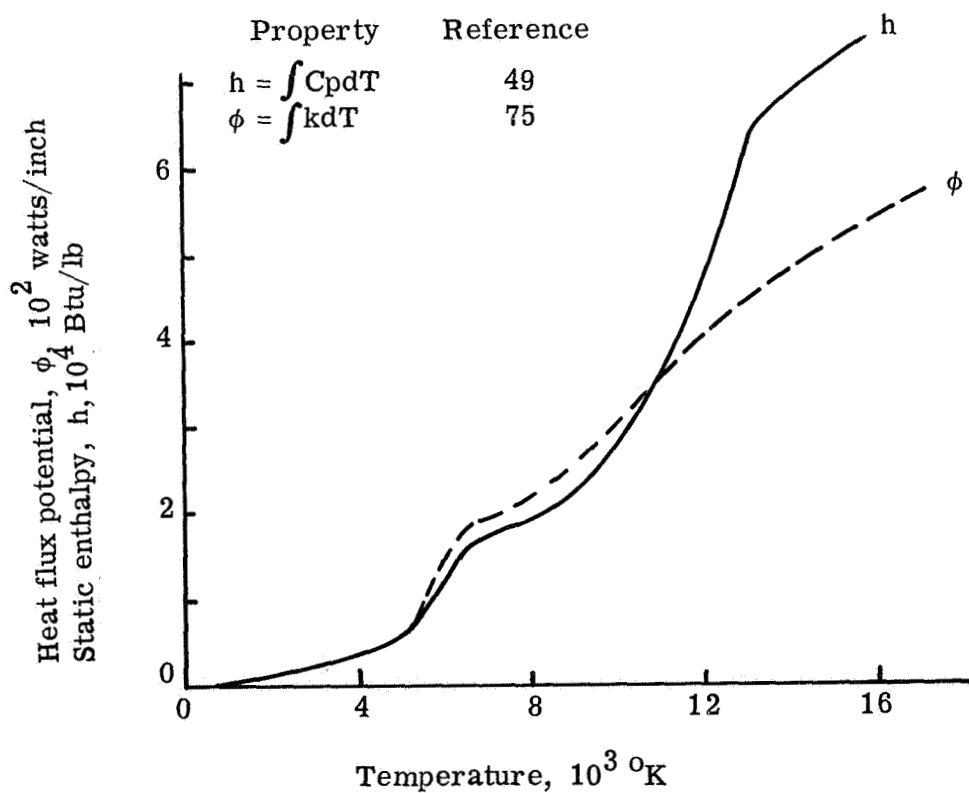 Property Reference
h = ∫CpdT 49
ϕ = ∫kdT 75
h
ϕ
Heat flux potential, ϕ, 10² watts/inch
Static enthalpy, h, 10⁴ Btu/lb
6
4
2
0
0 4 8 12 16
Temperature, 10³ °K